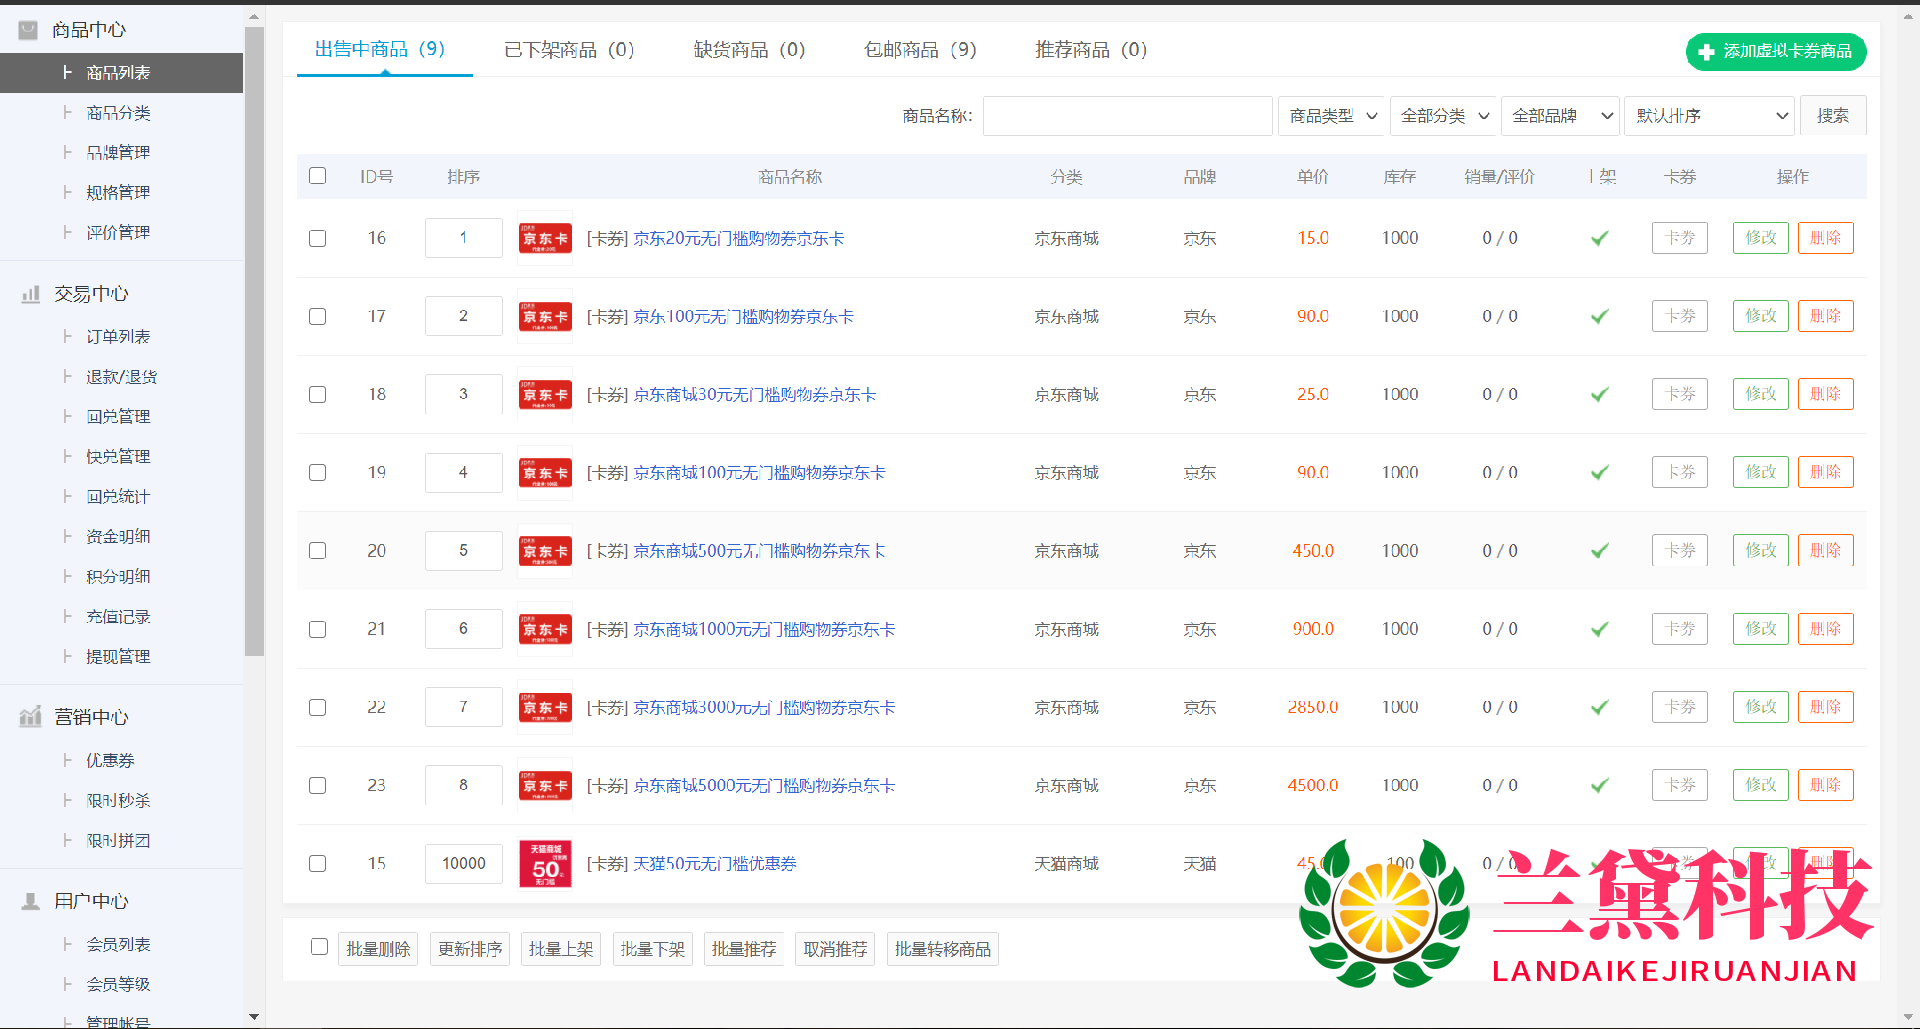 商品中心
商品列表
商品分类
品牌管理
规格管理
评价管理
交易中心
订单列表
退款/退货
回兑管理
快兑管理
回兑统计
资金明细
积分明细
充值记录
提现管理
营销中心
优惠券
限时秒杀
限时拼团
用户中心
会员列表
会员等级
管理帐号
出售中商品（9） 已下架商品（0） 缺货商品（0） 包邮商品（9） 推荐商品（0） 添加虚拟卡券商品
商品名称: 商品类型 全部分类 全部品牌 默认排序 搜索
ID号 排序 商品名称 分类 品牌 单价 库存 销量/评价 上架 卡券 操作
16 1 京东卡 [卡券] 京东20元无门槛购物券京东卡 京东商城 京东 15.0 1000 0 / 0 卡券 修改 删除
17 2 京东卡 [卡券] 京东100元无门槛购物券京东卡 京东商城 京东 90.0 1000 0 / 0 卡券 修改 删除
18 3 京东卡 [卡券] 京东商城30元无门槛购物券京东卡 京东商城 京东 25.0 1000 0 / 0 卡券 修改 删除
19 4 京东卡 [卡券] 京东商城100元无门槛购物券京东卡 京东商城 京东 90.0 1000 0 / 0 卡券 修改 删除
20 5 京东卡 [卡券] 京东商城500元无门槛购物券京东卡 京东商城 京东 450.0 1000 0 / 0 卡券 修改 删除
21 6 京东卡 [卡券] 京东商城1000元无门槛购物券京东卡 京东商城 京东 900.0 1000 0 / 0 卡券 修改 删除
22 7 京东卡 [卡券] 京东商城3000元无门槛购物券京东卡 京东商城 京东 2850.0 1000 0 / 0 卡券 修改 删除
23 8 京东卡 [卡券] 京东商城5000元无门槛购物券京东卡 京东商城 京东 4500.0 1000 0 / 0 卡券 修改 删除
15 10000 天猫商城 50 无门槛 [卡券] 天猫50元无门槛优惠券 天猫商城 天猫 45.0 100 0 / 0
批量删除 更新排序 批量上架 批量下架 批量推荐 取消推荐 批量转移商品
兰黛科技
LANDAIKEJIRUANJIAN